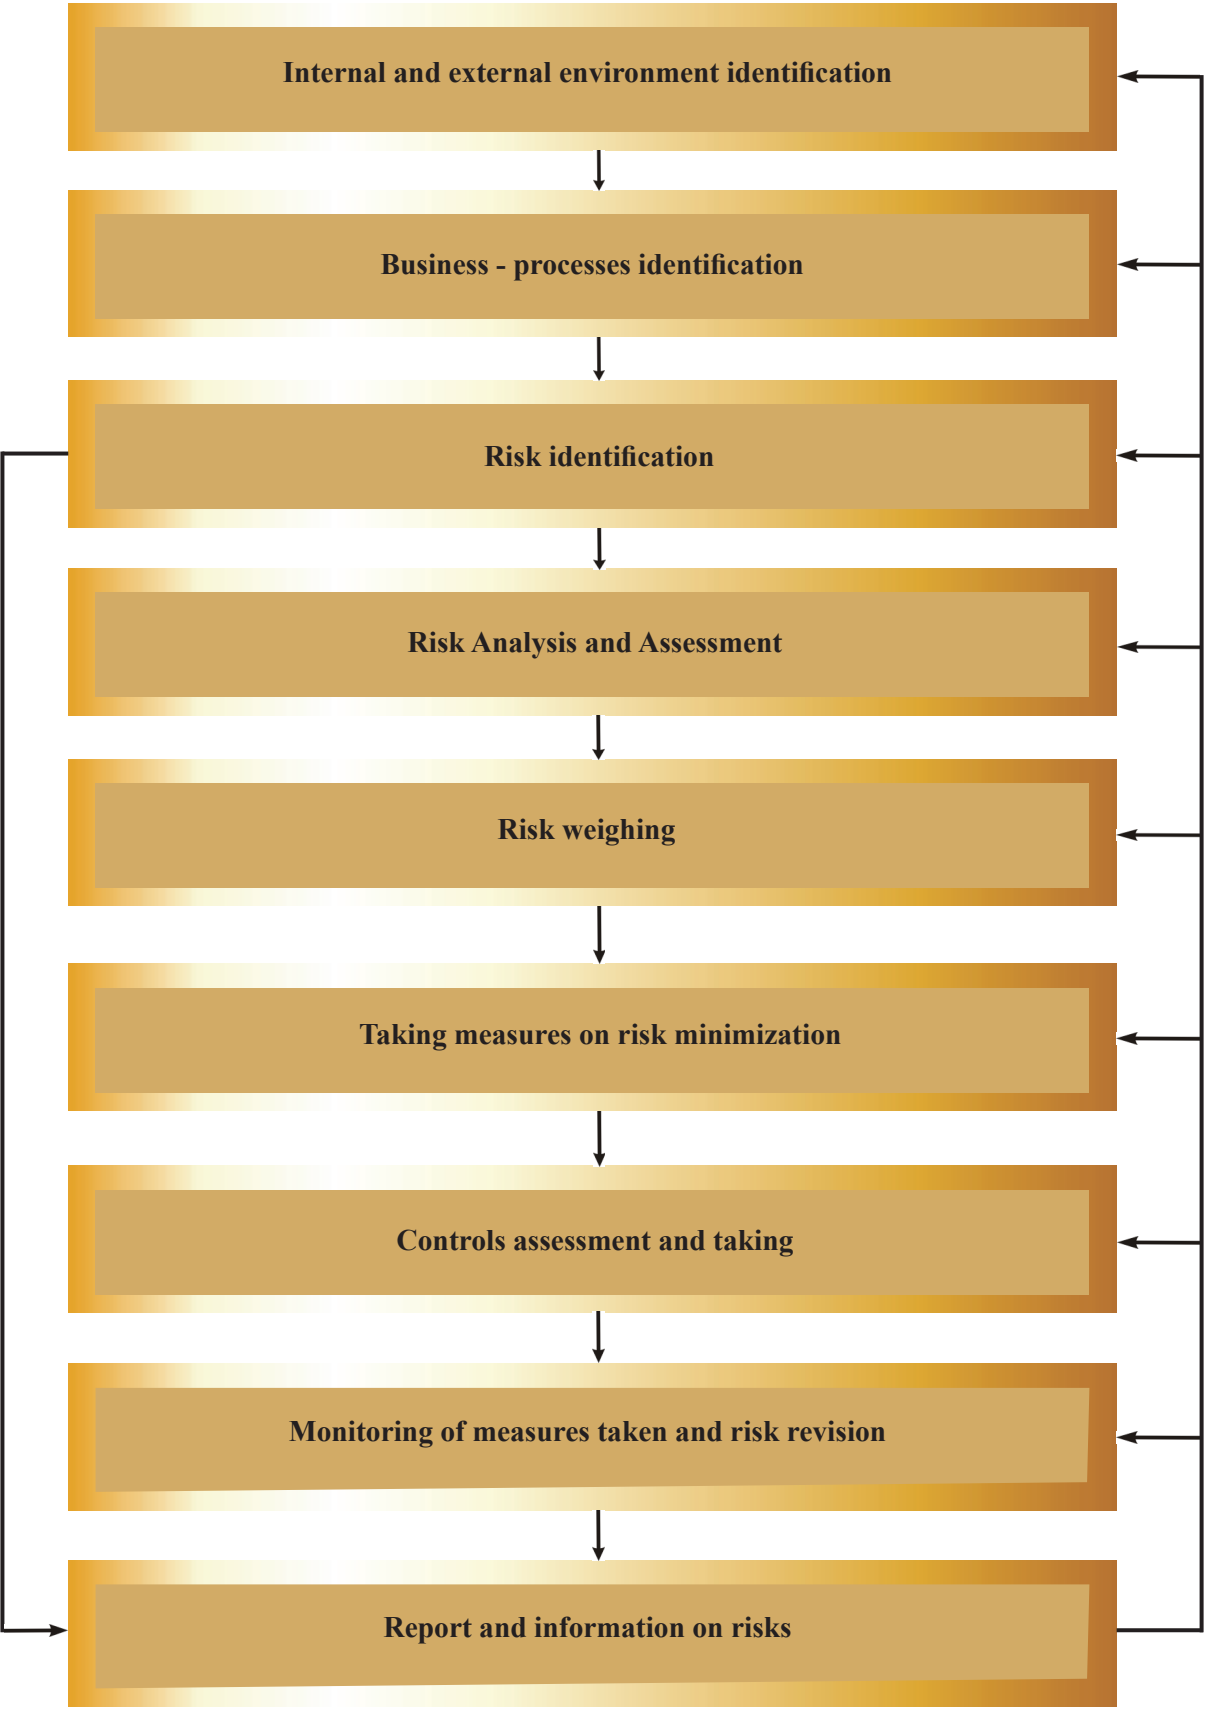 Internal and external environment identification
Business - processes identification
Risk identification
Risk Analysis and Assessment
Risk weighing
Taking measures on risk minimization
Controls assessment and taking
Monitoring of measures taken and risk revision
Report and information on risks